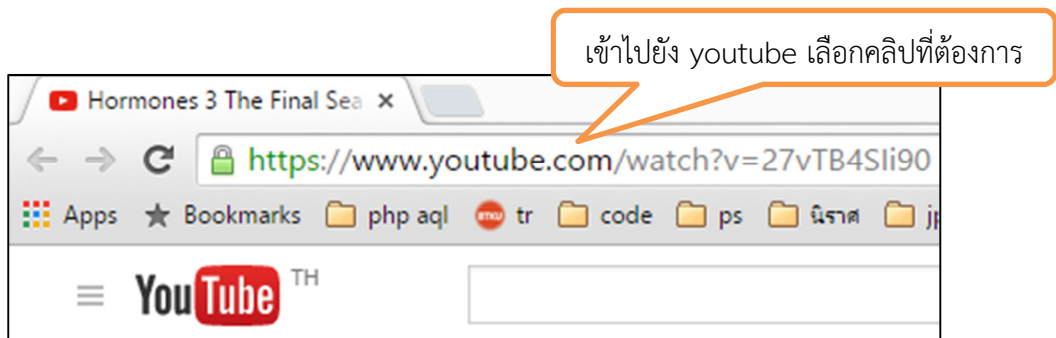 เข้าไปยัง youtube เลือกคลิปที่ต้องการ
Hormones 3 The Final Sea
https://www.youtube.com/watch?v=27vTB4SIi90
Apps Bookmarks php aql tr code ps นิราศ
YouTube TH